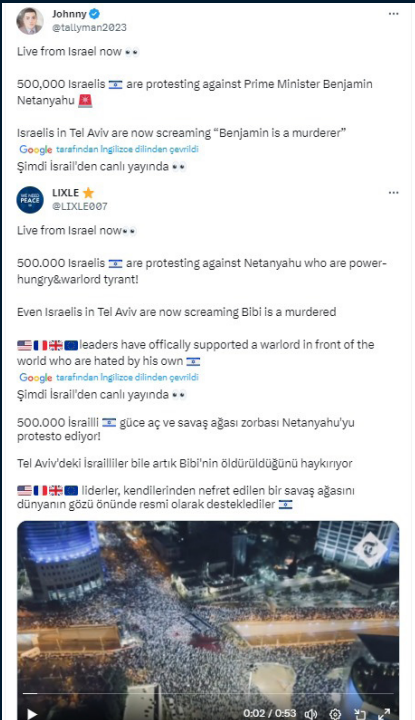 Johnny
@tallyman2023
Live from Israel now 👀
500,000 Israelis 🇮🇱 are protesting against Prime Minister Benjamin
Netanyahu 🚨
Israelis in Tel Aviv are now screaming “Benjamin is a murderer”
Google tarafından İngilizce dilinden çevrildi
Şimdi İsrail'den canlı yayında 👀
WE NEED
PEACE
LIXLE ⭐
@LIXLE007
Live from Israel now👀
500.000 Israelis 🇮🇱 are protesting against Netanyahu who are power-
hungry&warlord tyrant!
Even Israelis in Tel Aviv are now screaming Bibi is a murdered
🇺🇸🇫🇷🇬🇧🇪🇺leaders have offically supported a warlord in front of the
world who are hated by his own 🇮🇱
Google tarafından İngilizce dilinden çevrildi
Şimdi İsrail'den canlı yayında 👀
500.000 İsrailli 🇮🇱 güce aç ve savaş ağası zorbası Netanyahu'yu
protesto ediyor!
Tel Aviv'deki İsrailliler bile artık Bibi'nin öldürüldüğünü haykırıyor
🇺🇸🇫🇷🇬🇧🇪🇺 liderler, kendilerinden nefret edilen bir savaş ağasını
dünyanın gözü önünde resmi olarak desteklediler 🇮🇱
0:02 / 0:53